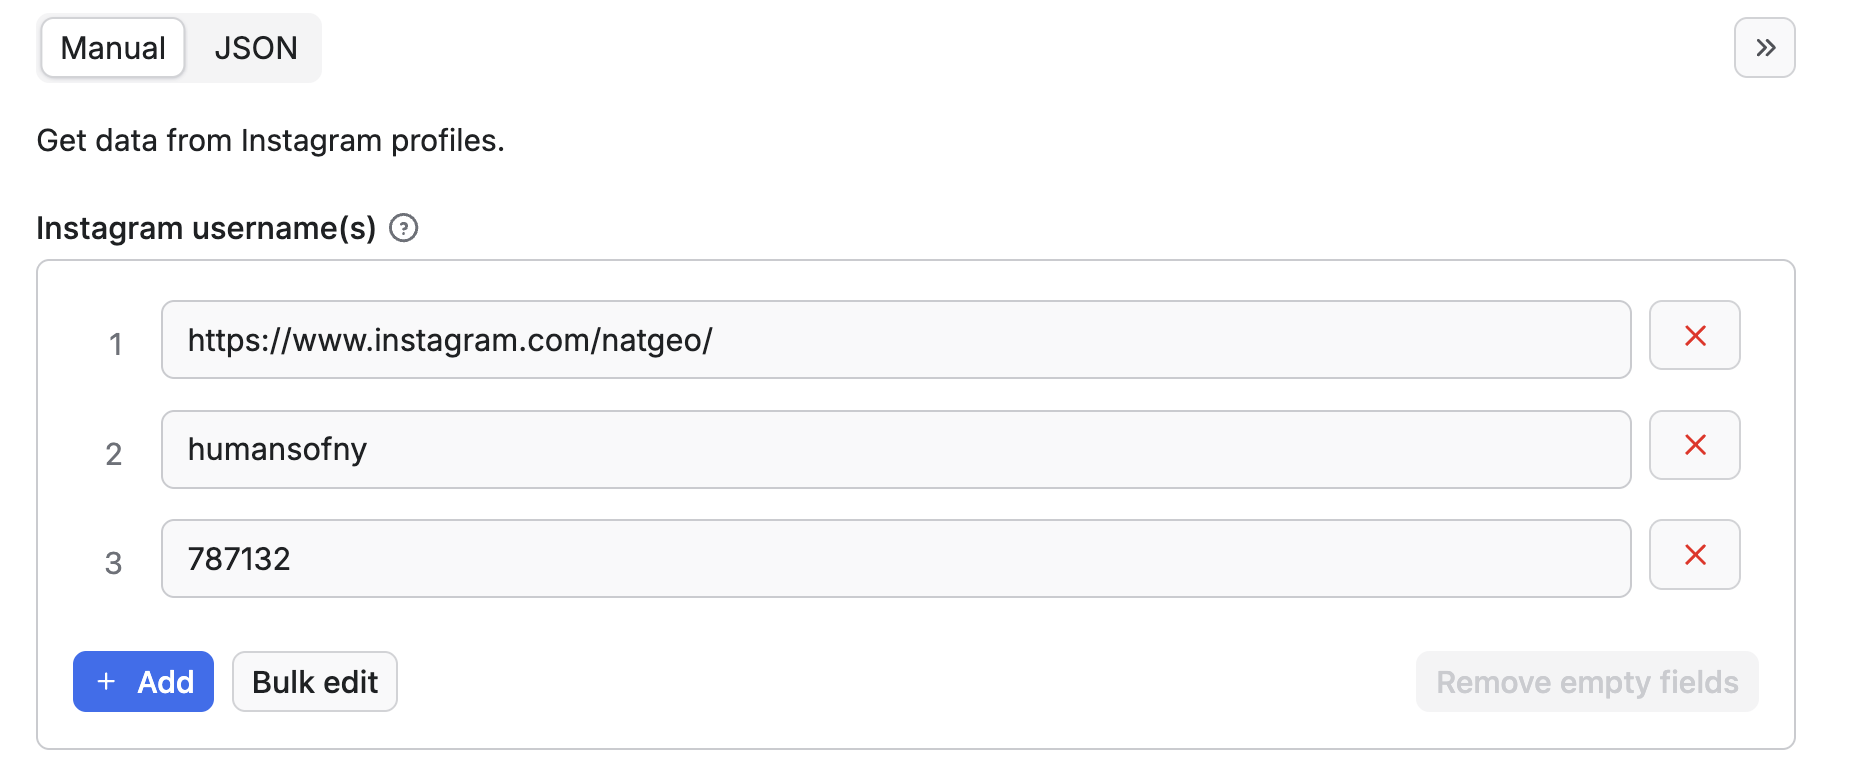 Manual JSON
Get data from Instagram profiles.
Instagram username(s) ?
1 https://www.instagram.com/natgeo/
2 humansofny
3 787132
+ Add Bulk edit Remove empty fields